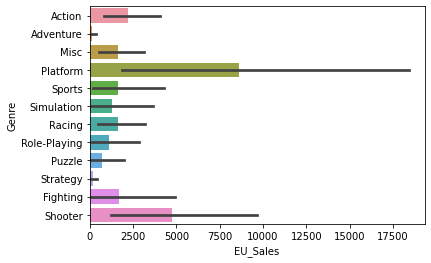 Action
Adventure
Misc
Platform
Sports
Simulation
Racing
Role-Playing
Puzzle
Strategy
Fighting
Shooter
Genre
0 2500 5000 7500 10000 12500 15000 17500
EU_Sales